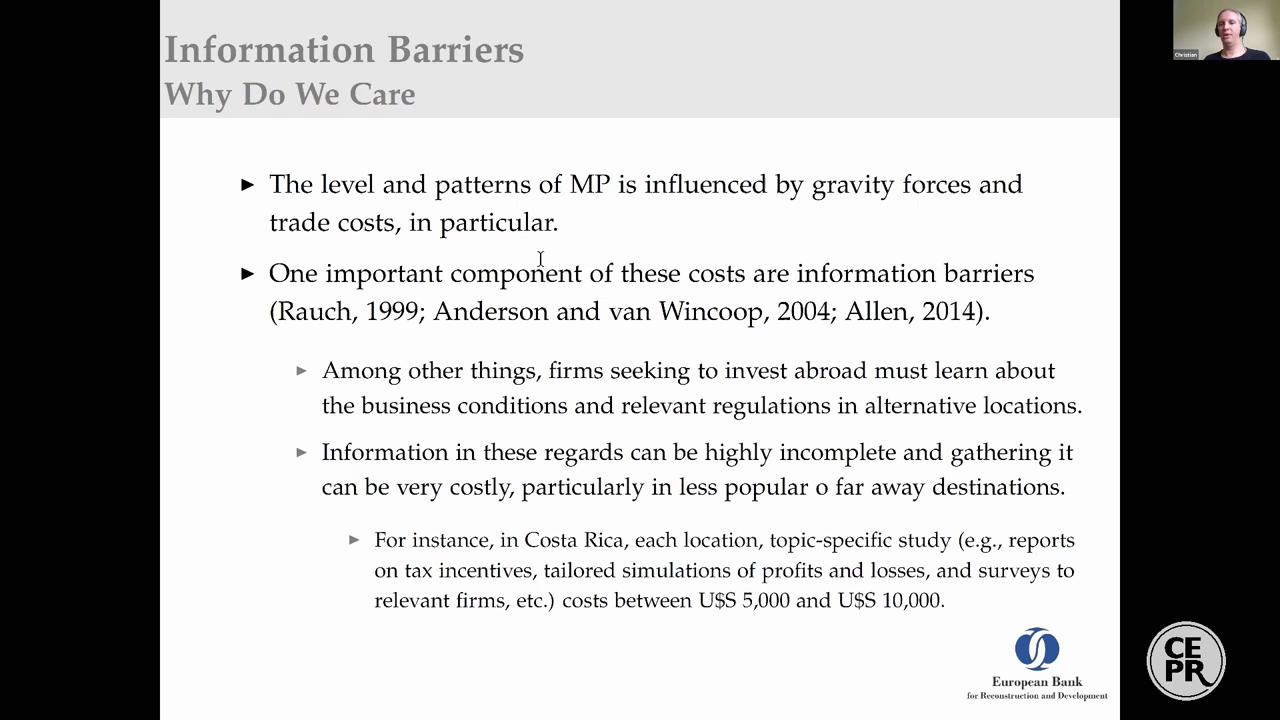 Information Barriers
Why Do We Care
Christian
► The level and patterns of MP is influenced by gravity forces and
trade costs, in particular.
► One important component of these costs are information barriers
(Rauch, 1999; Anderson and van Wincoop, 2004; Allen, 2014).
► Among other things, firms seeking to invest abroad must learn about
the business conditions and relevant regulations in alternative locations.
► Information in these regards can be highly incomplete and gathering it
can be very costly, particularly in less popular o far away destinations.
► For instance, in Costa Rica, each location, topic-specific study (e.g., reports
on tax incentives, tailored simulations of profits and losses, and surveys to
relevant firms, etc.) costs between U$S 5,000 and U$S 10,000.
European Bank
for Reconstruction and Development
CE
PR